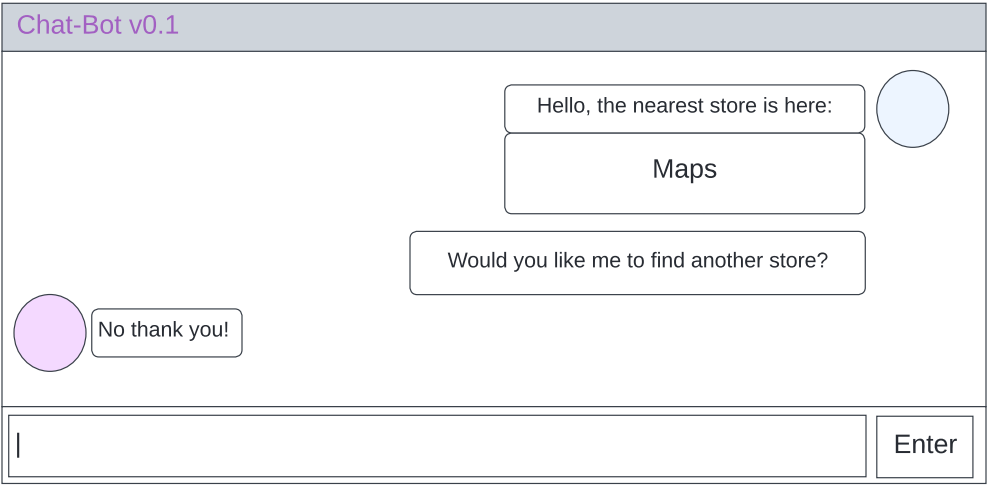 Chat-Bot v0.1
Hello, the nearest store is here:
Maps
Would you like me to find another store?
No thank you!
|
Enter